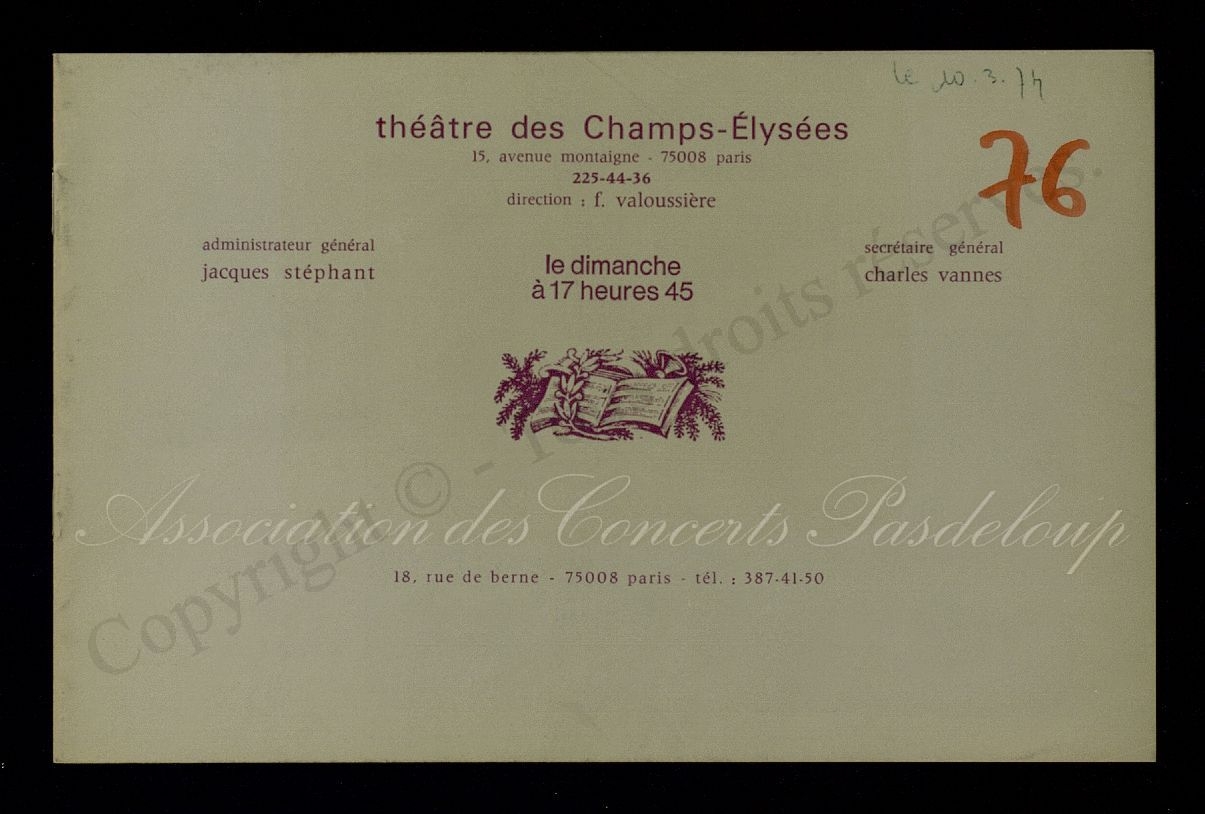 le 10.3.74
76
théâtre des Champs-Élysées
15, avenue montaigne - 75008 paris
225-44-36
direction : f. valoussière
administrateur général
jacques stéphant
le dimanche
à 17 heures 45
secrétaire général
charles vannes
Association des Concerts Pasdeloup
18, rue de berne - 75008 paris - tél. : 387-41-50
Copyright © - Tous droits réservés.